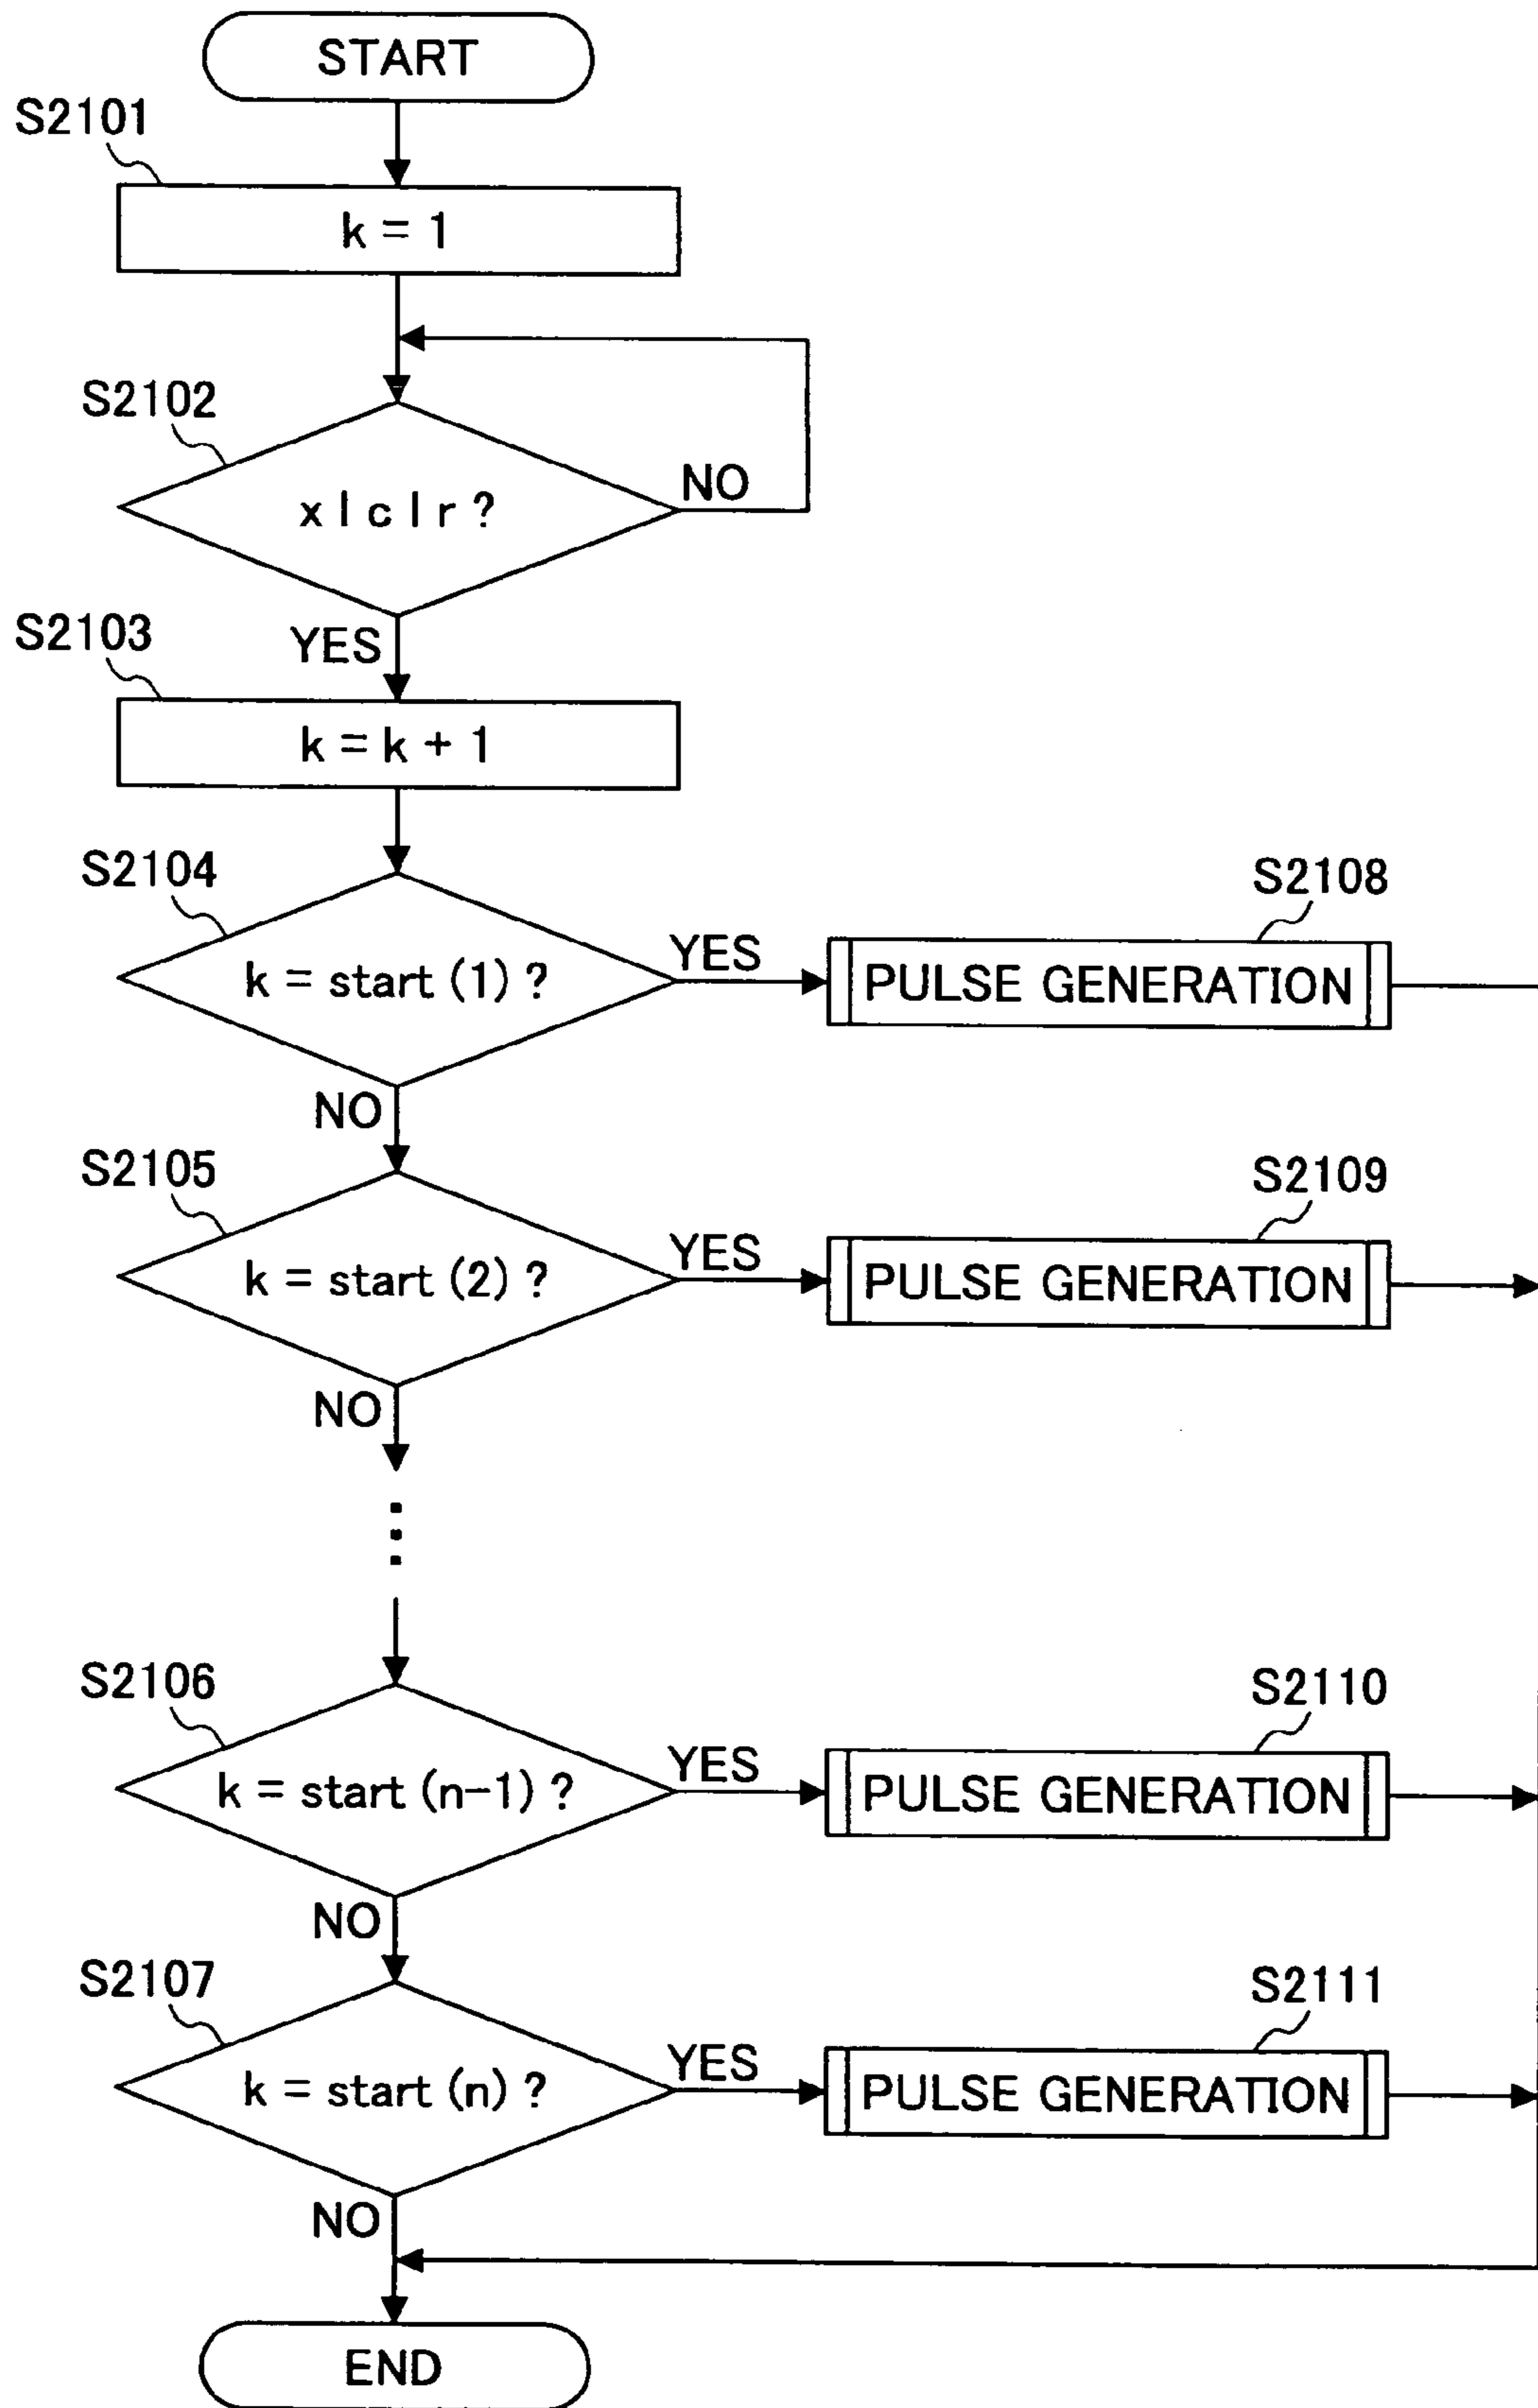 START
S2101
k = 1
S2102
xlclr?
NO
S2103
YES
k = k + 1
S2104
k = start (1) ?
YES
S2108
PULSE GENERATION
NO
S2105
k = start (2) ?
YES
S2109
PULSE GENERATION
NO
S2106
k = start (n-1) ?
YES
S2110
PULSE GENERATION
NO
S2107
k = start (n) ?
YES
S2111
PULSE GENERATION
NO
END